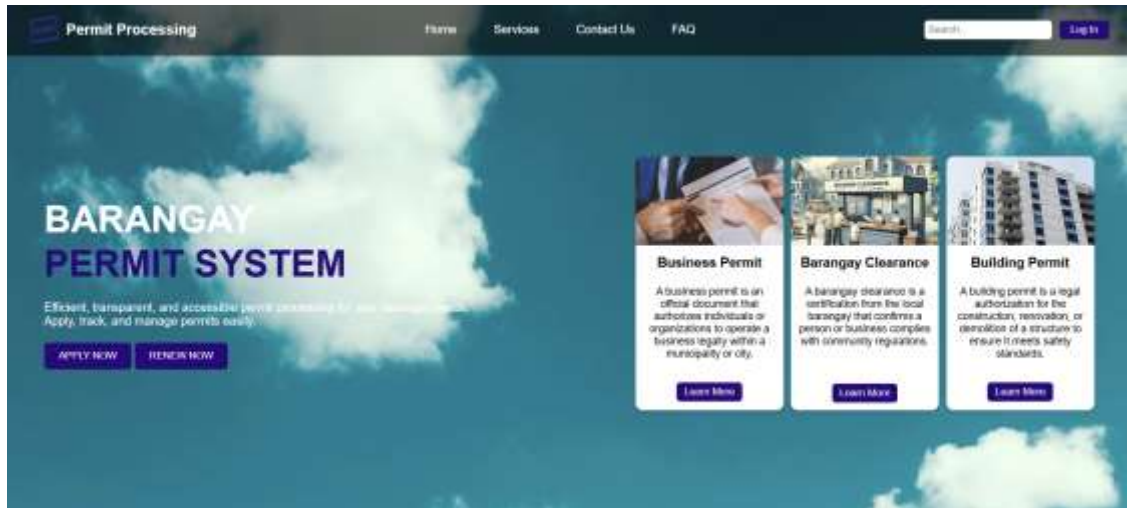 Permit Processing
Home Services Contact Us FAQ
Search...
Log In
BARANGAY
PERMIT SYSTEM
Efficient, transparent, and accessible permit processing for
Apply, track, and manage permits easily.
APPLY NOW RENEW NOW
Business Permit
A business permit is an
official document that
authorizes individuals or
organizations to operate a
business legally within a
municipality or city.
Learn More
Barangay Clearance
A barangay clearance is a
certification from the local
barangay that confirms a
person or business complies
with community regulations.
Learn More
Building Permit
A building permit is a legal
authorization for the
construction, renovation, or
demolition of a structure to
ensure it meets safety
standards.
Learn More